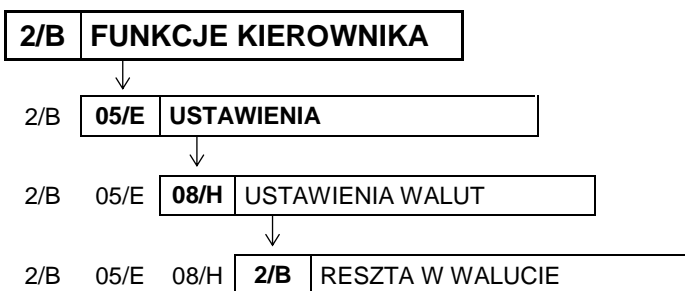 2/B FUNKCJE KIEROWNIKA
2/B 05/E USTAWIENIA
2/B 05/E 08/H USTAWIENIA WALUT
2/B 05/E 08/H 2/B RESZTA W WALUCIE